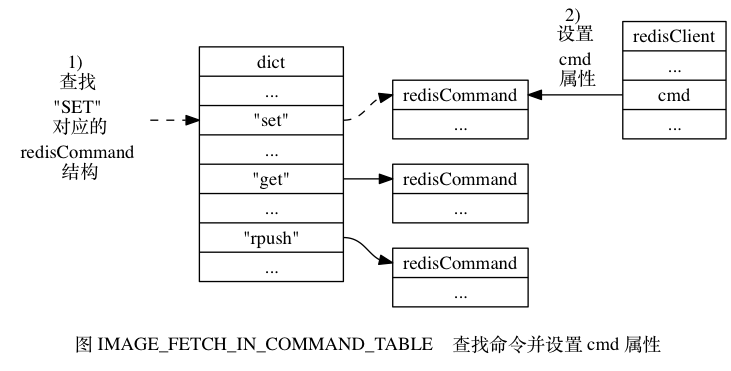 1)
查找
"SET"
对应的
redisCommand
结构
dict
...
"set"
...
"get"
...
"rpush"
...
redisCommand
...
redisCommand
...
redisCommand
...
2)
设置
cmd
属性
redisClient
...
cmd
...
图 IMAGE_FETCH_IN_COMMAND_TABLE 查找命令并设置 cmd 属性